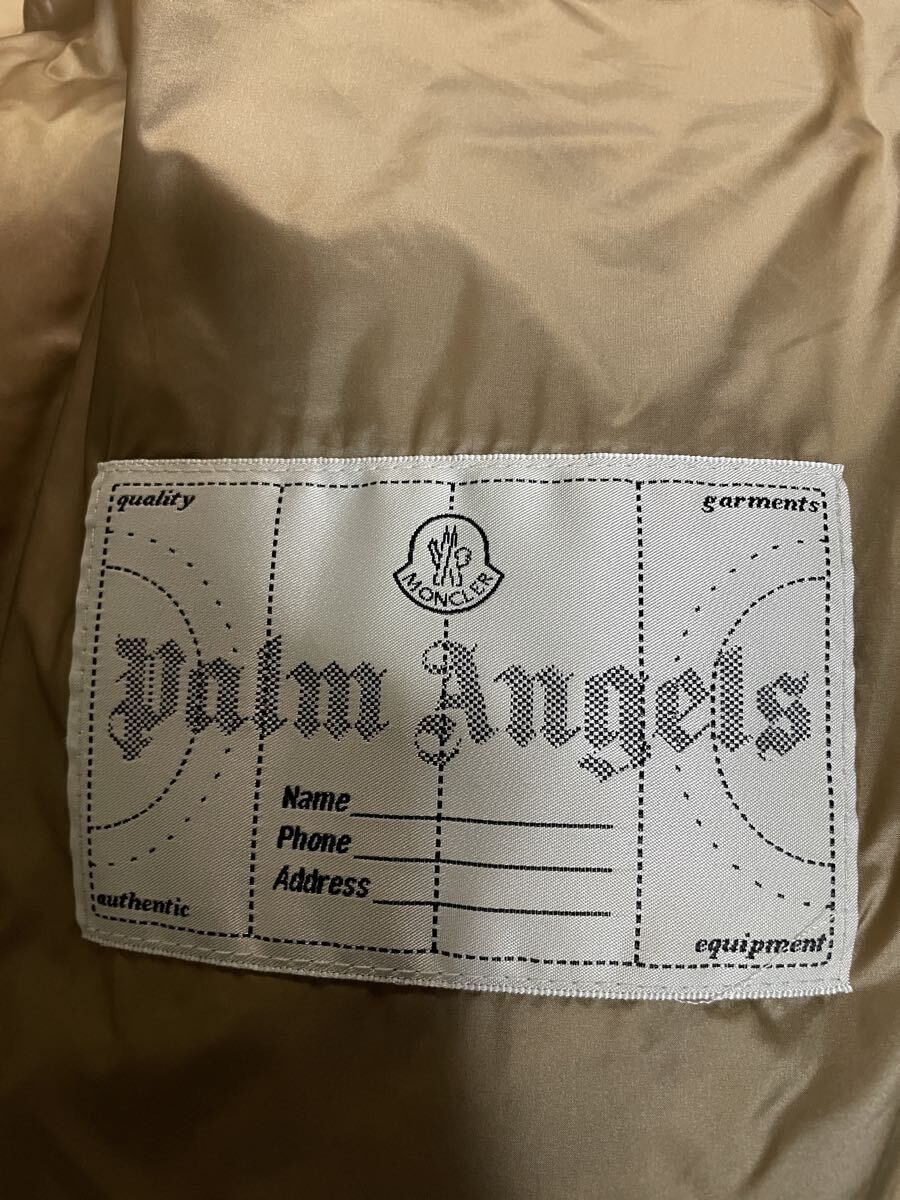 quality
garments
MONCLER
Palm Angels
Name
Phone
Address
authentic
equipment